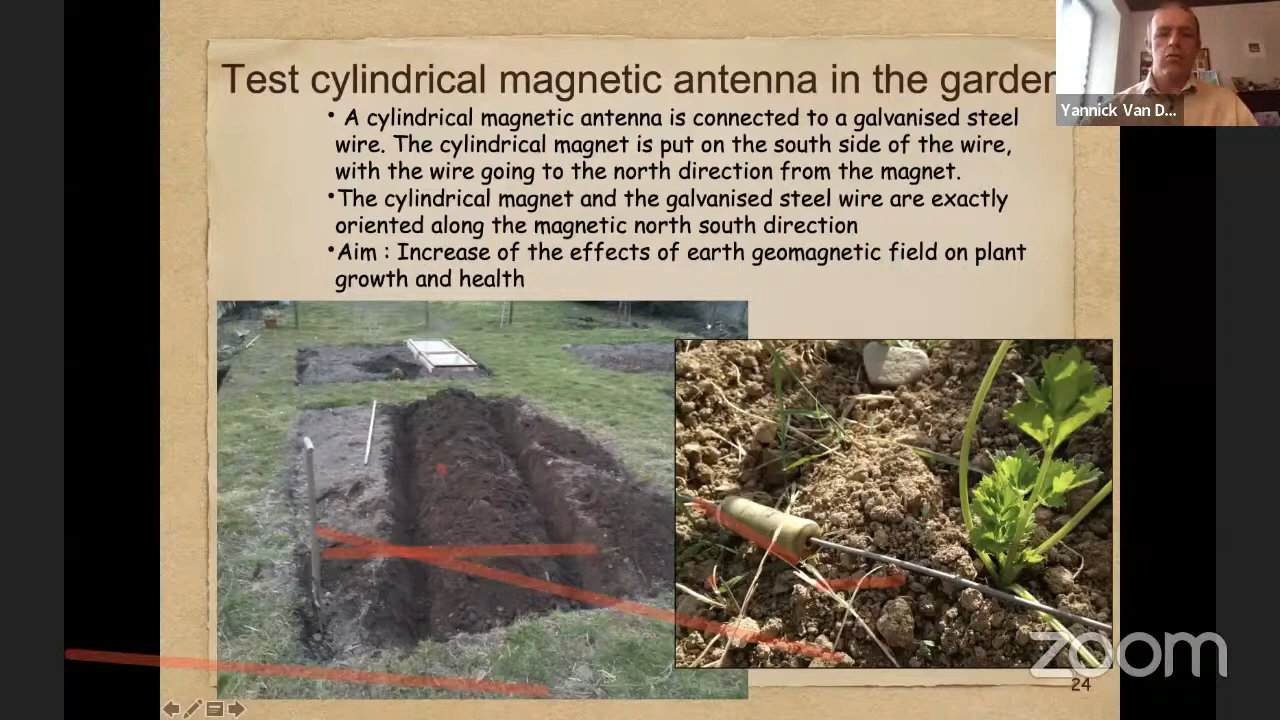 Test cylindrical magnetic antenna in the garden
Yannick Van D...
• A cylindrical magnetic antenna is connected to a galvanised steel
wire. The cylindrical magnet is put on the south side of the wire,
with the wire going to the north direction from the magnet.
•The cylindrical magnet and the galvanised steel wire are exactly
oriented along the magnetic north south direction
•Aim : Increase of the effects of earth geomagnetic field on plant
growth and health
zoom
24